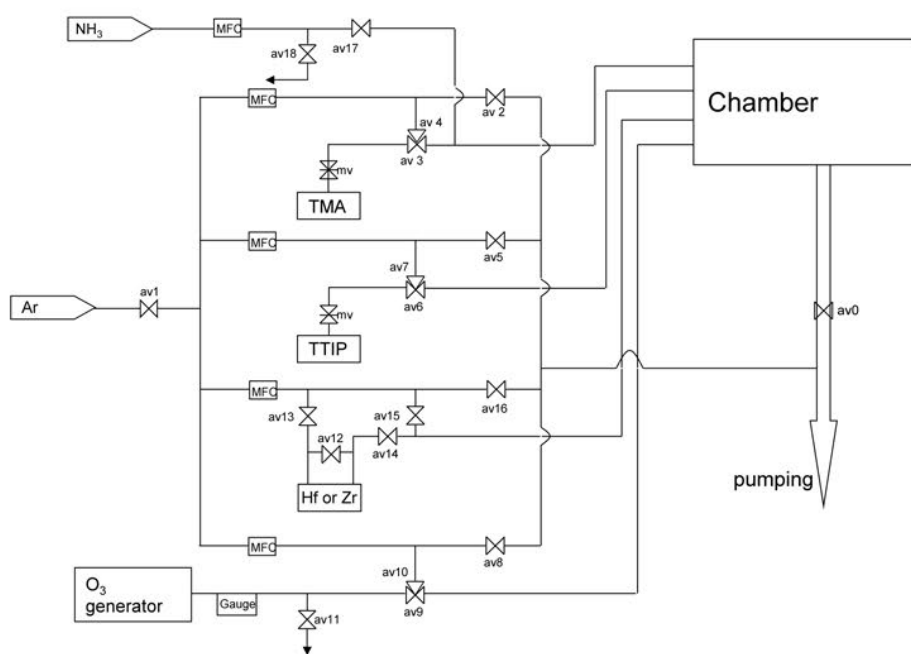 NH3
MFC
av18
av17
MFC
av 2
av 4
av 3
mv
TMA
Chamber
MFC
av5
av7
av6
mv
TTIP
Ar
av1
av0
MFC
av16
av13
av15
av12
av14
Hf or Zr
pumping
MFC
av8
av10
av9
O3
generator
Gauge
av11